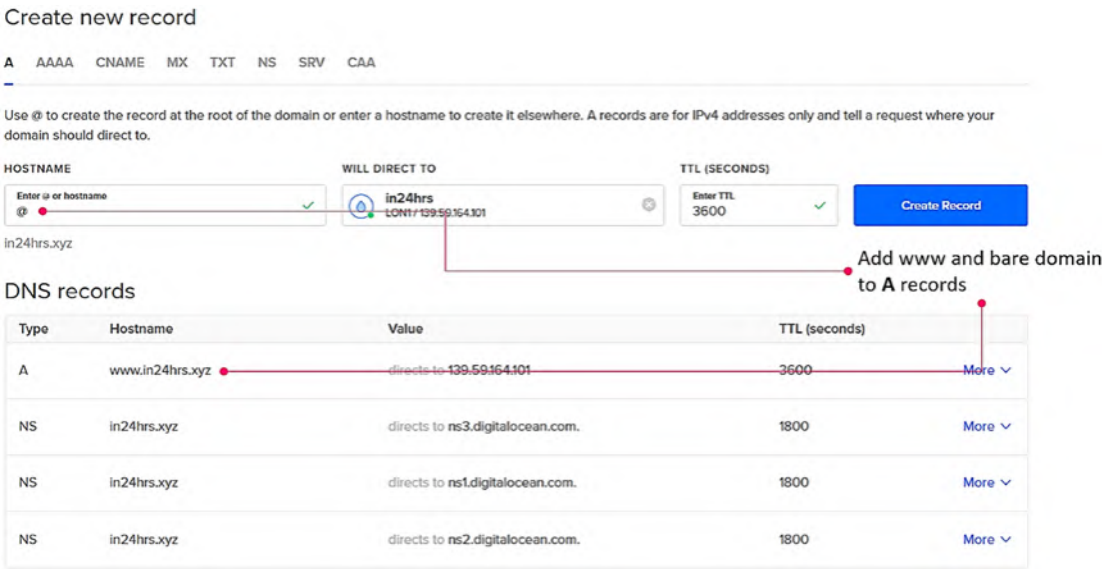 Create new record
A AAAA CNAME MX TXT NS SRV CAA
Use @ to create the record at the root of the domain or enter a hostname to create it elsewhere. A records are for IPv4 addresses only and tell a request where your
domain should direct to.
HOSTNAME WILL DIRECT TO TTL (SECONDS)
Enter @ or hostname
@
in24hrs
LON1 / 139.59.164.101
Enter TTL
3600
Create Record
in24hrs.xyz
Add www and bare domain
to A records
DNS records
Type Hostname Value TTL (seconds)
A www.in24hrs.xyz directs to 139.59.164.101 3600 More
NS in24hrs.xyz directs to ns3.digitalocean.com. 1800 More
NS in24hrs.xyz directs to ns1.digitalocean.com. 1800 More
NS in24hrs.xyz directs to ns2.digitalocean.com. 1800 More